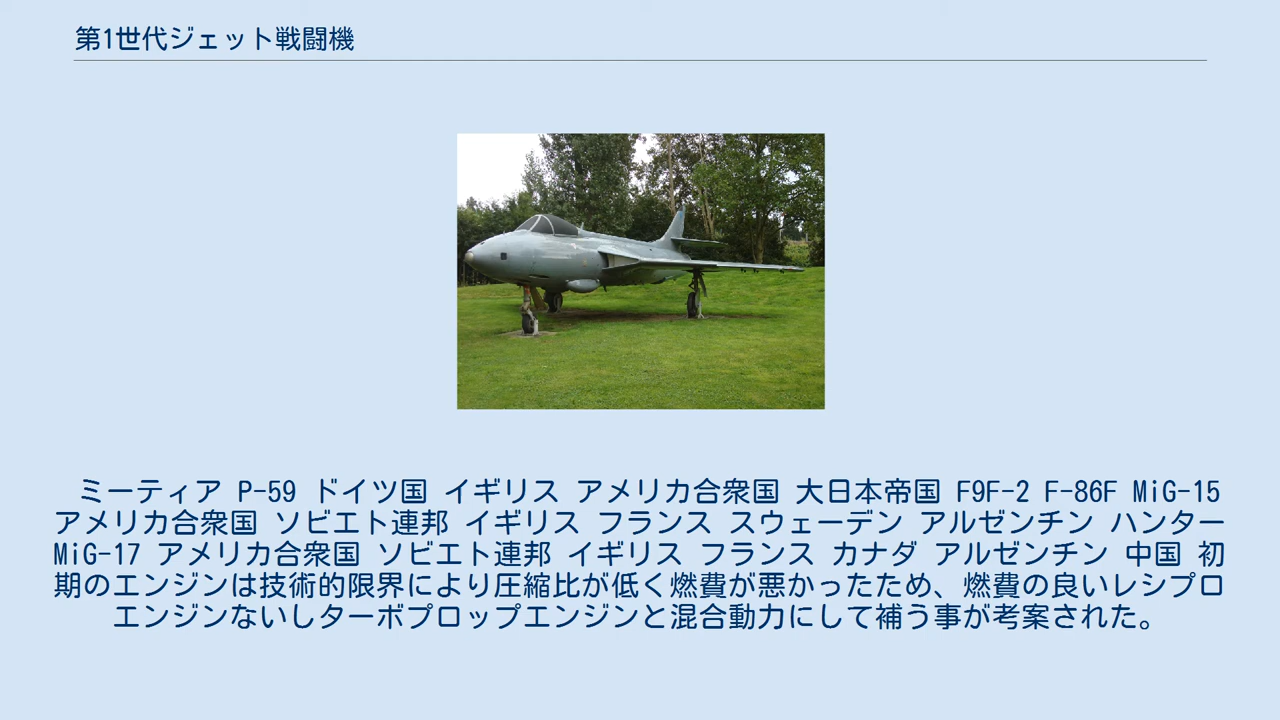 第1世代ジェット戦闘機
ミーティア P-59 ドイツ国 イギリス アメリカ合衆国 大日本帝国 F9F-2 F-86F MiG-15
アメリカ合衆国 ソビエト連邦 イギリス フランス スウェーデン アルゼンチン ハンター
MiG-17 アメリカ合衆国 ソビエト連邦 イギリス フランス カナダ アルゼンチン 中国 初
期のエンジンは技術的限界により圧縮比が低く燃費が悪かったため、燃費の良いレシプロ
エンジンないしターボプロップエンジンと混合動力にして補う事が考案された。